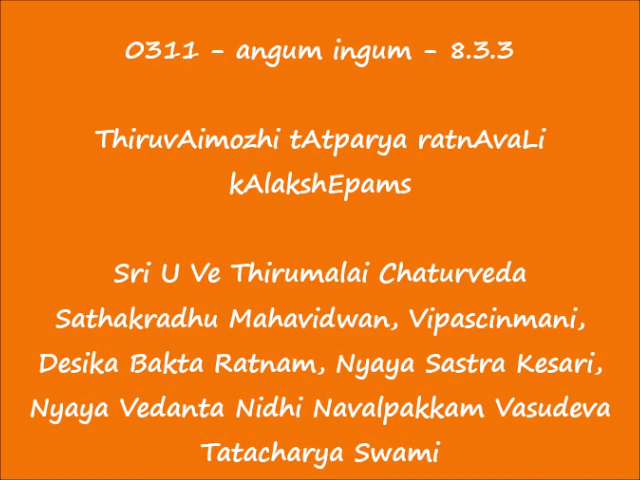 0311 - angum ingum - 8.3.3
ThiruvAimozhi tAtparya ratnAvaLi
kAlakshEpams
Sri U Ve Thirumalai Chaturveda
Sathakradhu Mahavidwan, Vipascinmani,
Desika Bakta Ratnam, Nyaya Sastra Kesari,
Nyaya Vedanta Nidhi Navalpakkam Vasudeva
Tatacharya Swami